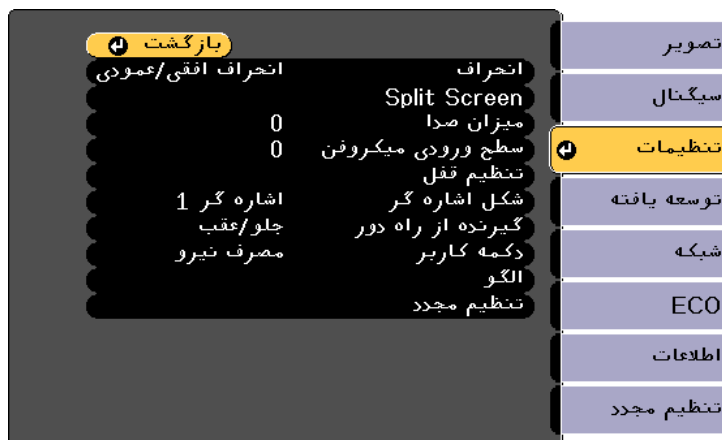 تصویر
سیگنال
تنظیمات
توسعه یافته
شبکه
ECO
اطلاعات
تنظیم مجدد
بازگشت
انحراف انحراف افقی/عمودی
Split Screen
میزان صدا 0
سطح ورودی میکروفن 0
تنظیم قفل
شکل اشاره گر اشاره گر 1
گیرنده از راه دور جلو/عقب
دکمه کاربر مصرف نیرو
الگو
تنظیم مجدد